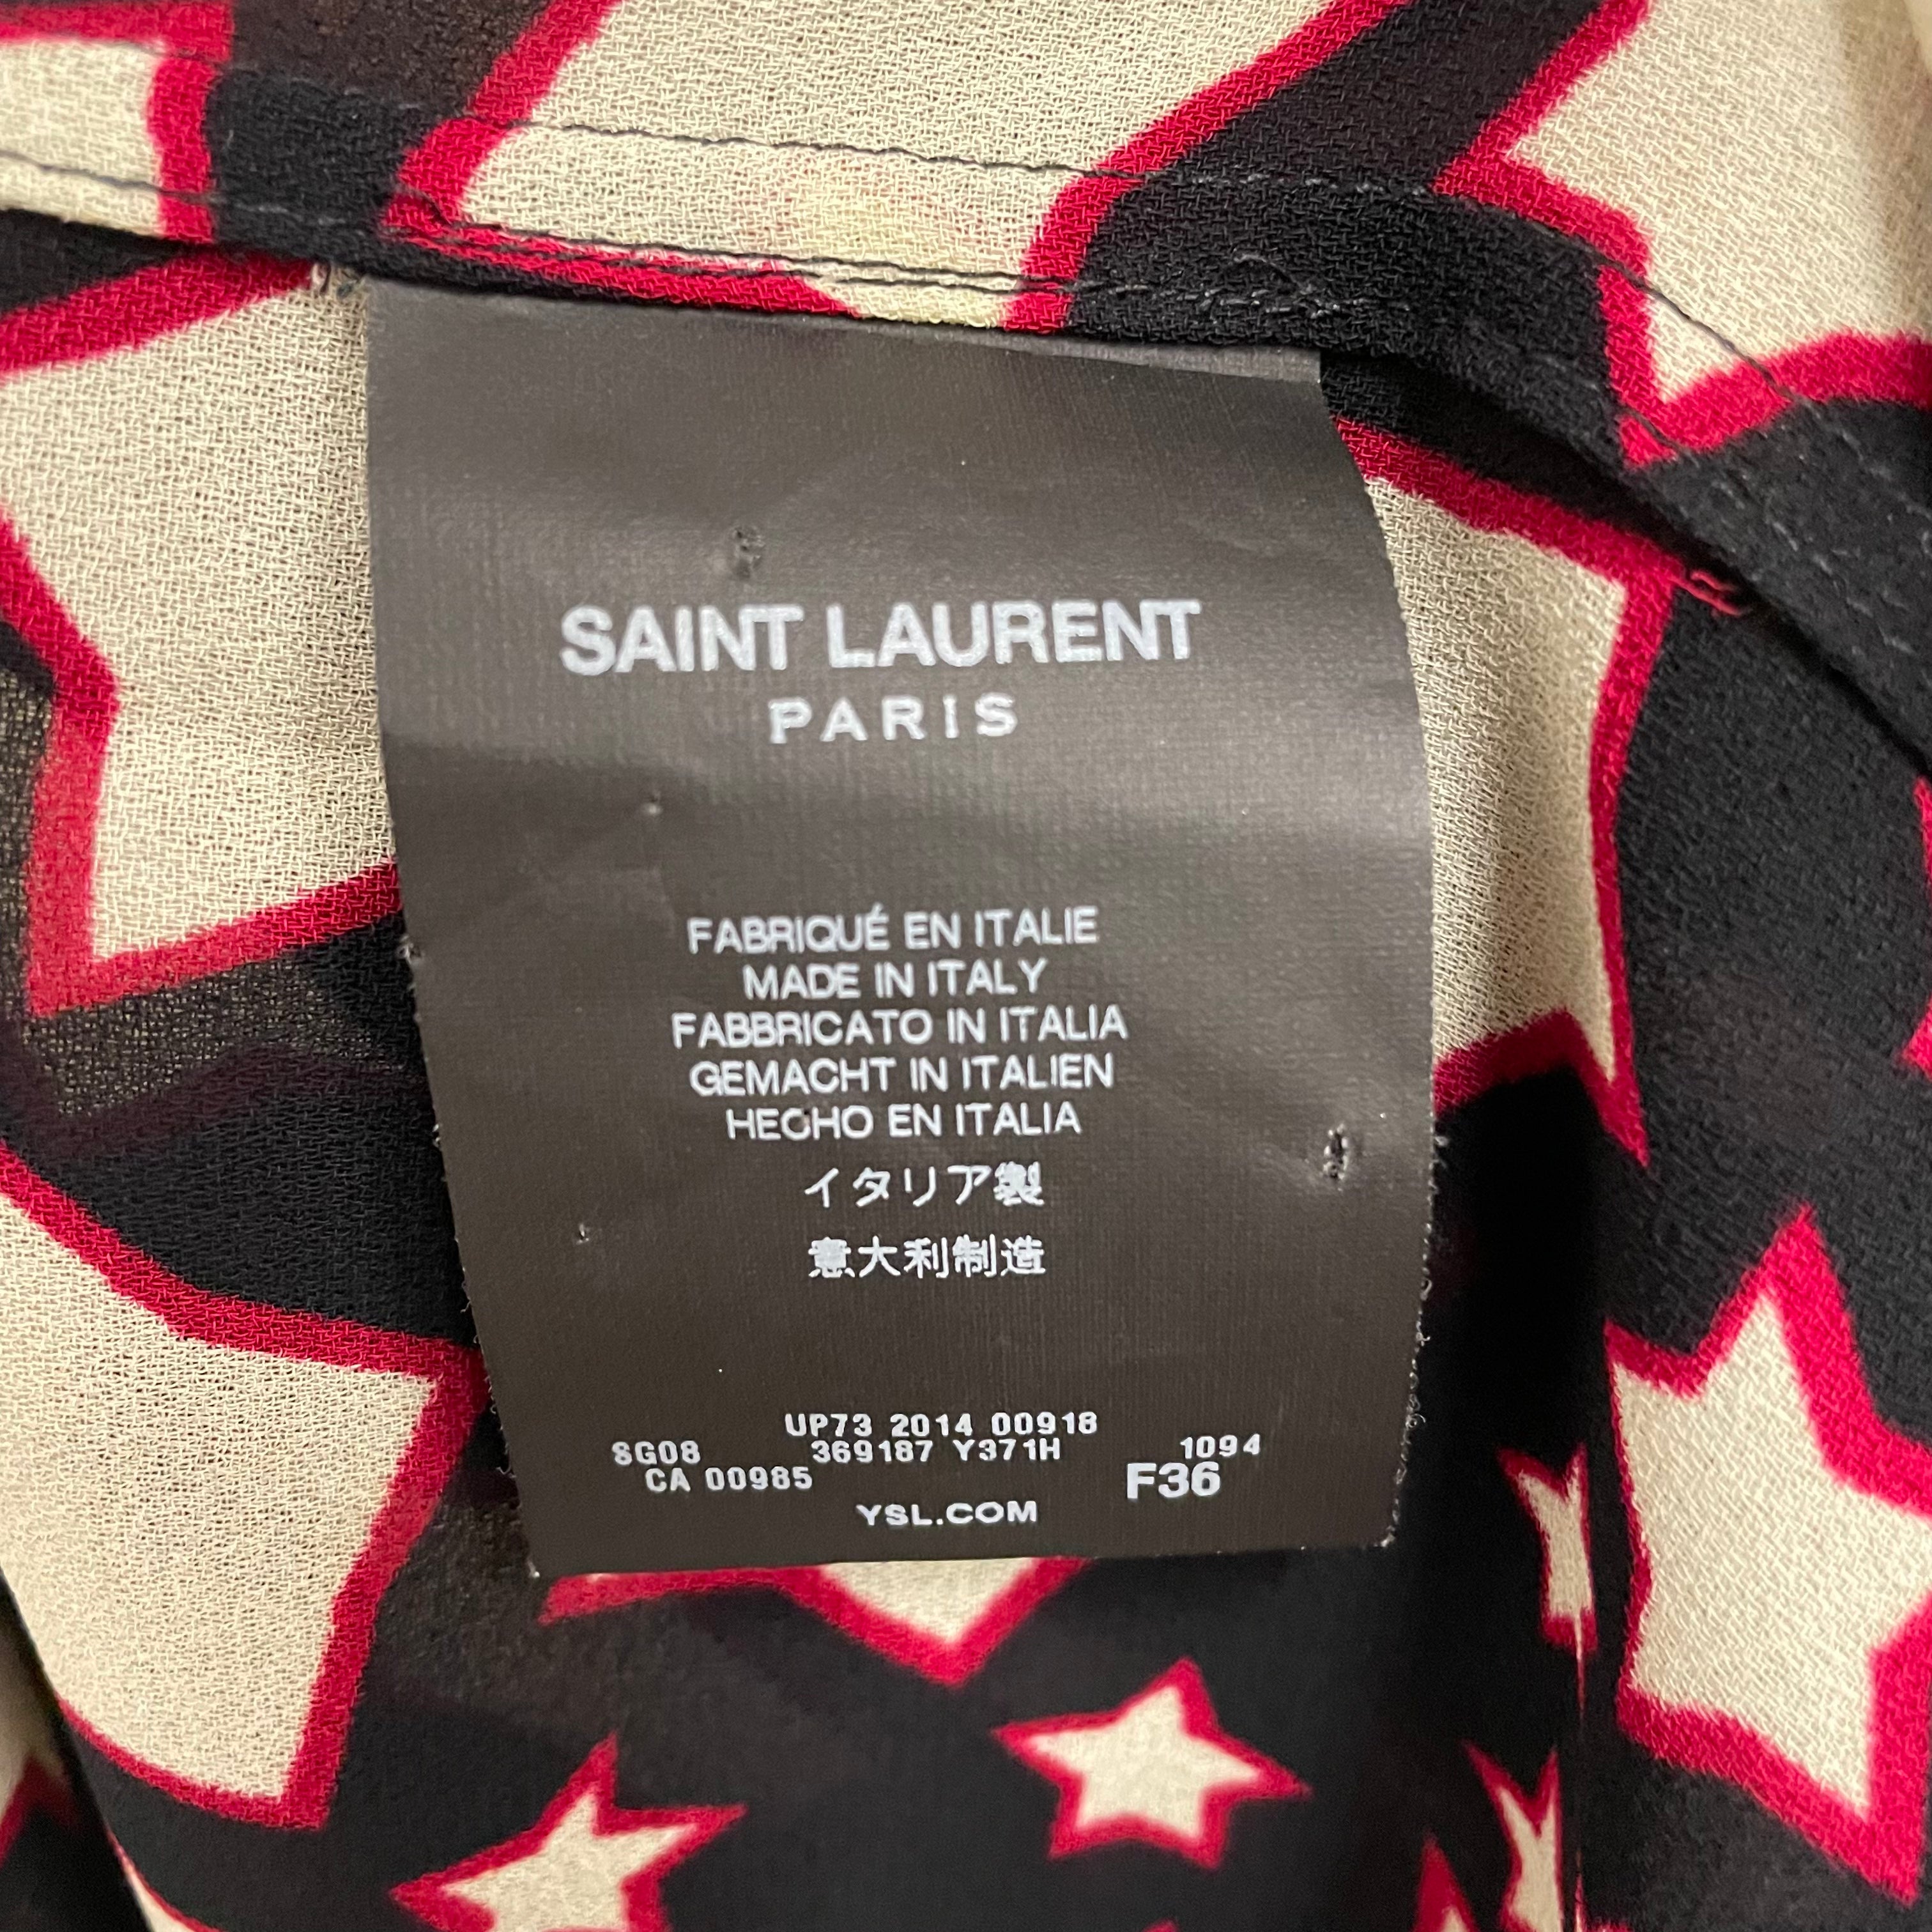 SAINT LAURENT
PARIS
FABRIQUÉ EN ITALIE
MADE IN ITALY
FABBRICATO IN ITALIA
GEMACHT IN ITALIEN
HECHO EN ITALIA
イタリア製
意大利制造
UP73 2014 00918
SG08 369187 Y371H 1094
CA 00985 F36
YSL.COM